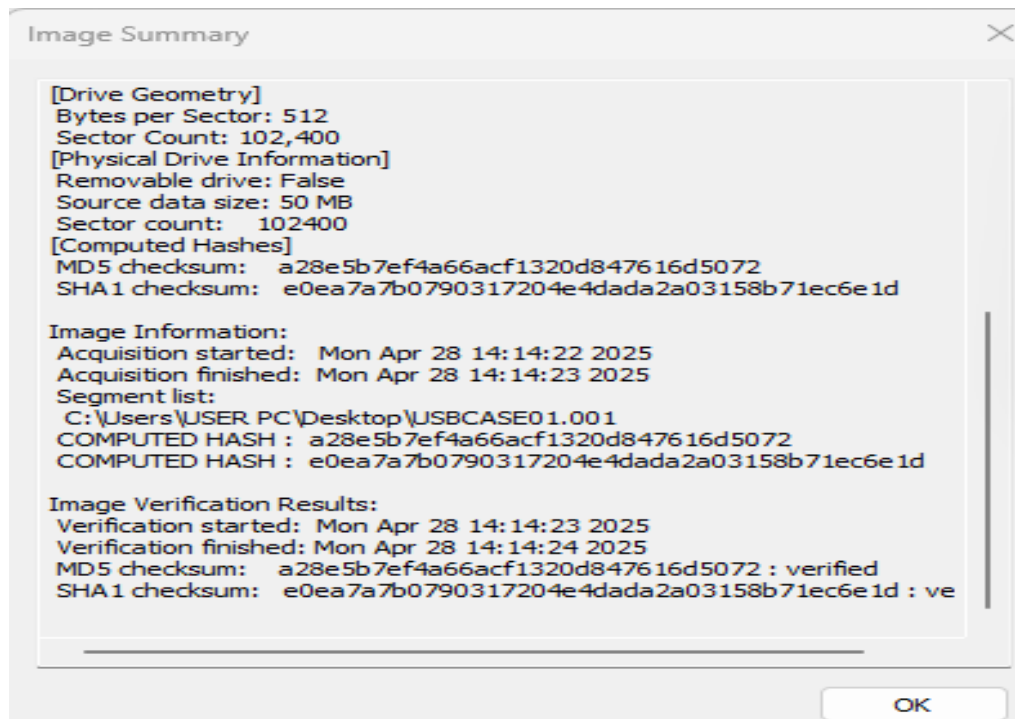 Image Summary
[Drive Geometry]
Bytes per Sector: 512
Sector Count: 102,400
[Physical Drive Information]
Removable drive: False
Source data size: 50 MB
Sector count: 102400
[Computed Hashes]
MD5 checksum: a28e5b7ef4a66acf1320d847616d5072
SHA1 checksum: e0ea7a7b0790317204e4dada2a03158b71ec6e1d
Image Information:
Acquisition started: Mon Apr 28 14:14:22 2025
Acquisition finished: Mon Apr 28 14:14:23 2025
Segment list:
C:\Users\USER PC\Desktop\USBCASE01.001
COMPUTED HASH : a28e5b7ef4a66acf1320d847616d5072
COMPUTED HASH : e0ea7a7b0790317204e4dada2a03158b71ec6e1d
Image Verification Results:
Verification started: Mon Apr 28 14:14:23 2025
Verification finished: Mon Apr 28 14:14:24 2025
MD5 checksum: a28e5b7ef4a66acf1320d847616d5072 : verified
SHA1 checksum: e0ea7a7b0790317204e4dada2a03158b71ec6e1d : ve
OK